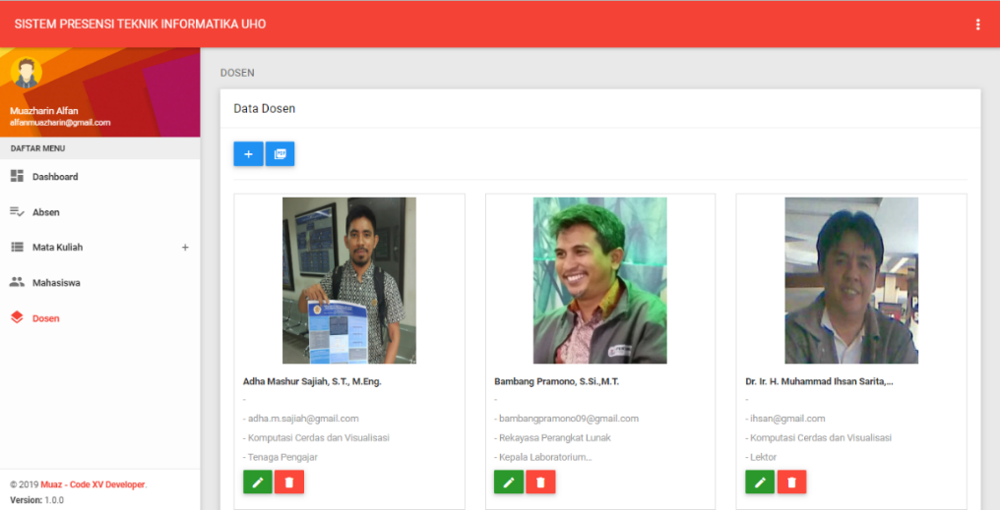 SISTEM PRESENSI TEKNIK INFORMATIKA UHO
Muazharin Alfan
alfanmuazharin@gmail.com
DAFTAR MENU
Dashboard
Absen
Mata Kuliah +
Mahasiswa
Dosen
© 2019 Muaz - Code XV Developer.
Version: 1.0.0
DOSEN
Data Dosen
+
Adha Mashur Sajiah, S.T., M.Eng.
-
- adha.m.sajiah@gmail.com
- Komputasi Cerdas dan Visualisasi
- Tenaga Pengajar
Bambang Pramono, S.Si.,M.T.
-
- bambangpramono09@gmail.com
- Rekayasa Perangkat Lunak
- Kepala Laboratorium...
Dr. Ir. H. Muhammad Ihsan Sarita,...
-
- ihsan@gmail.com
- Komputasi Cerdas dan Visualisasi
- Lektor